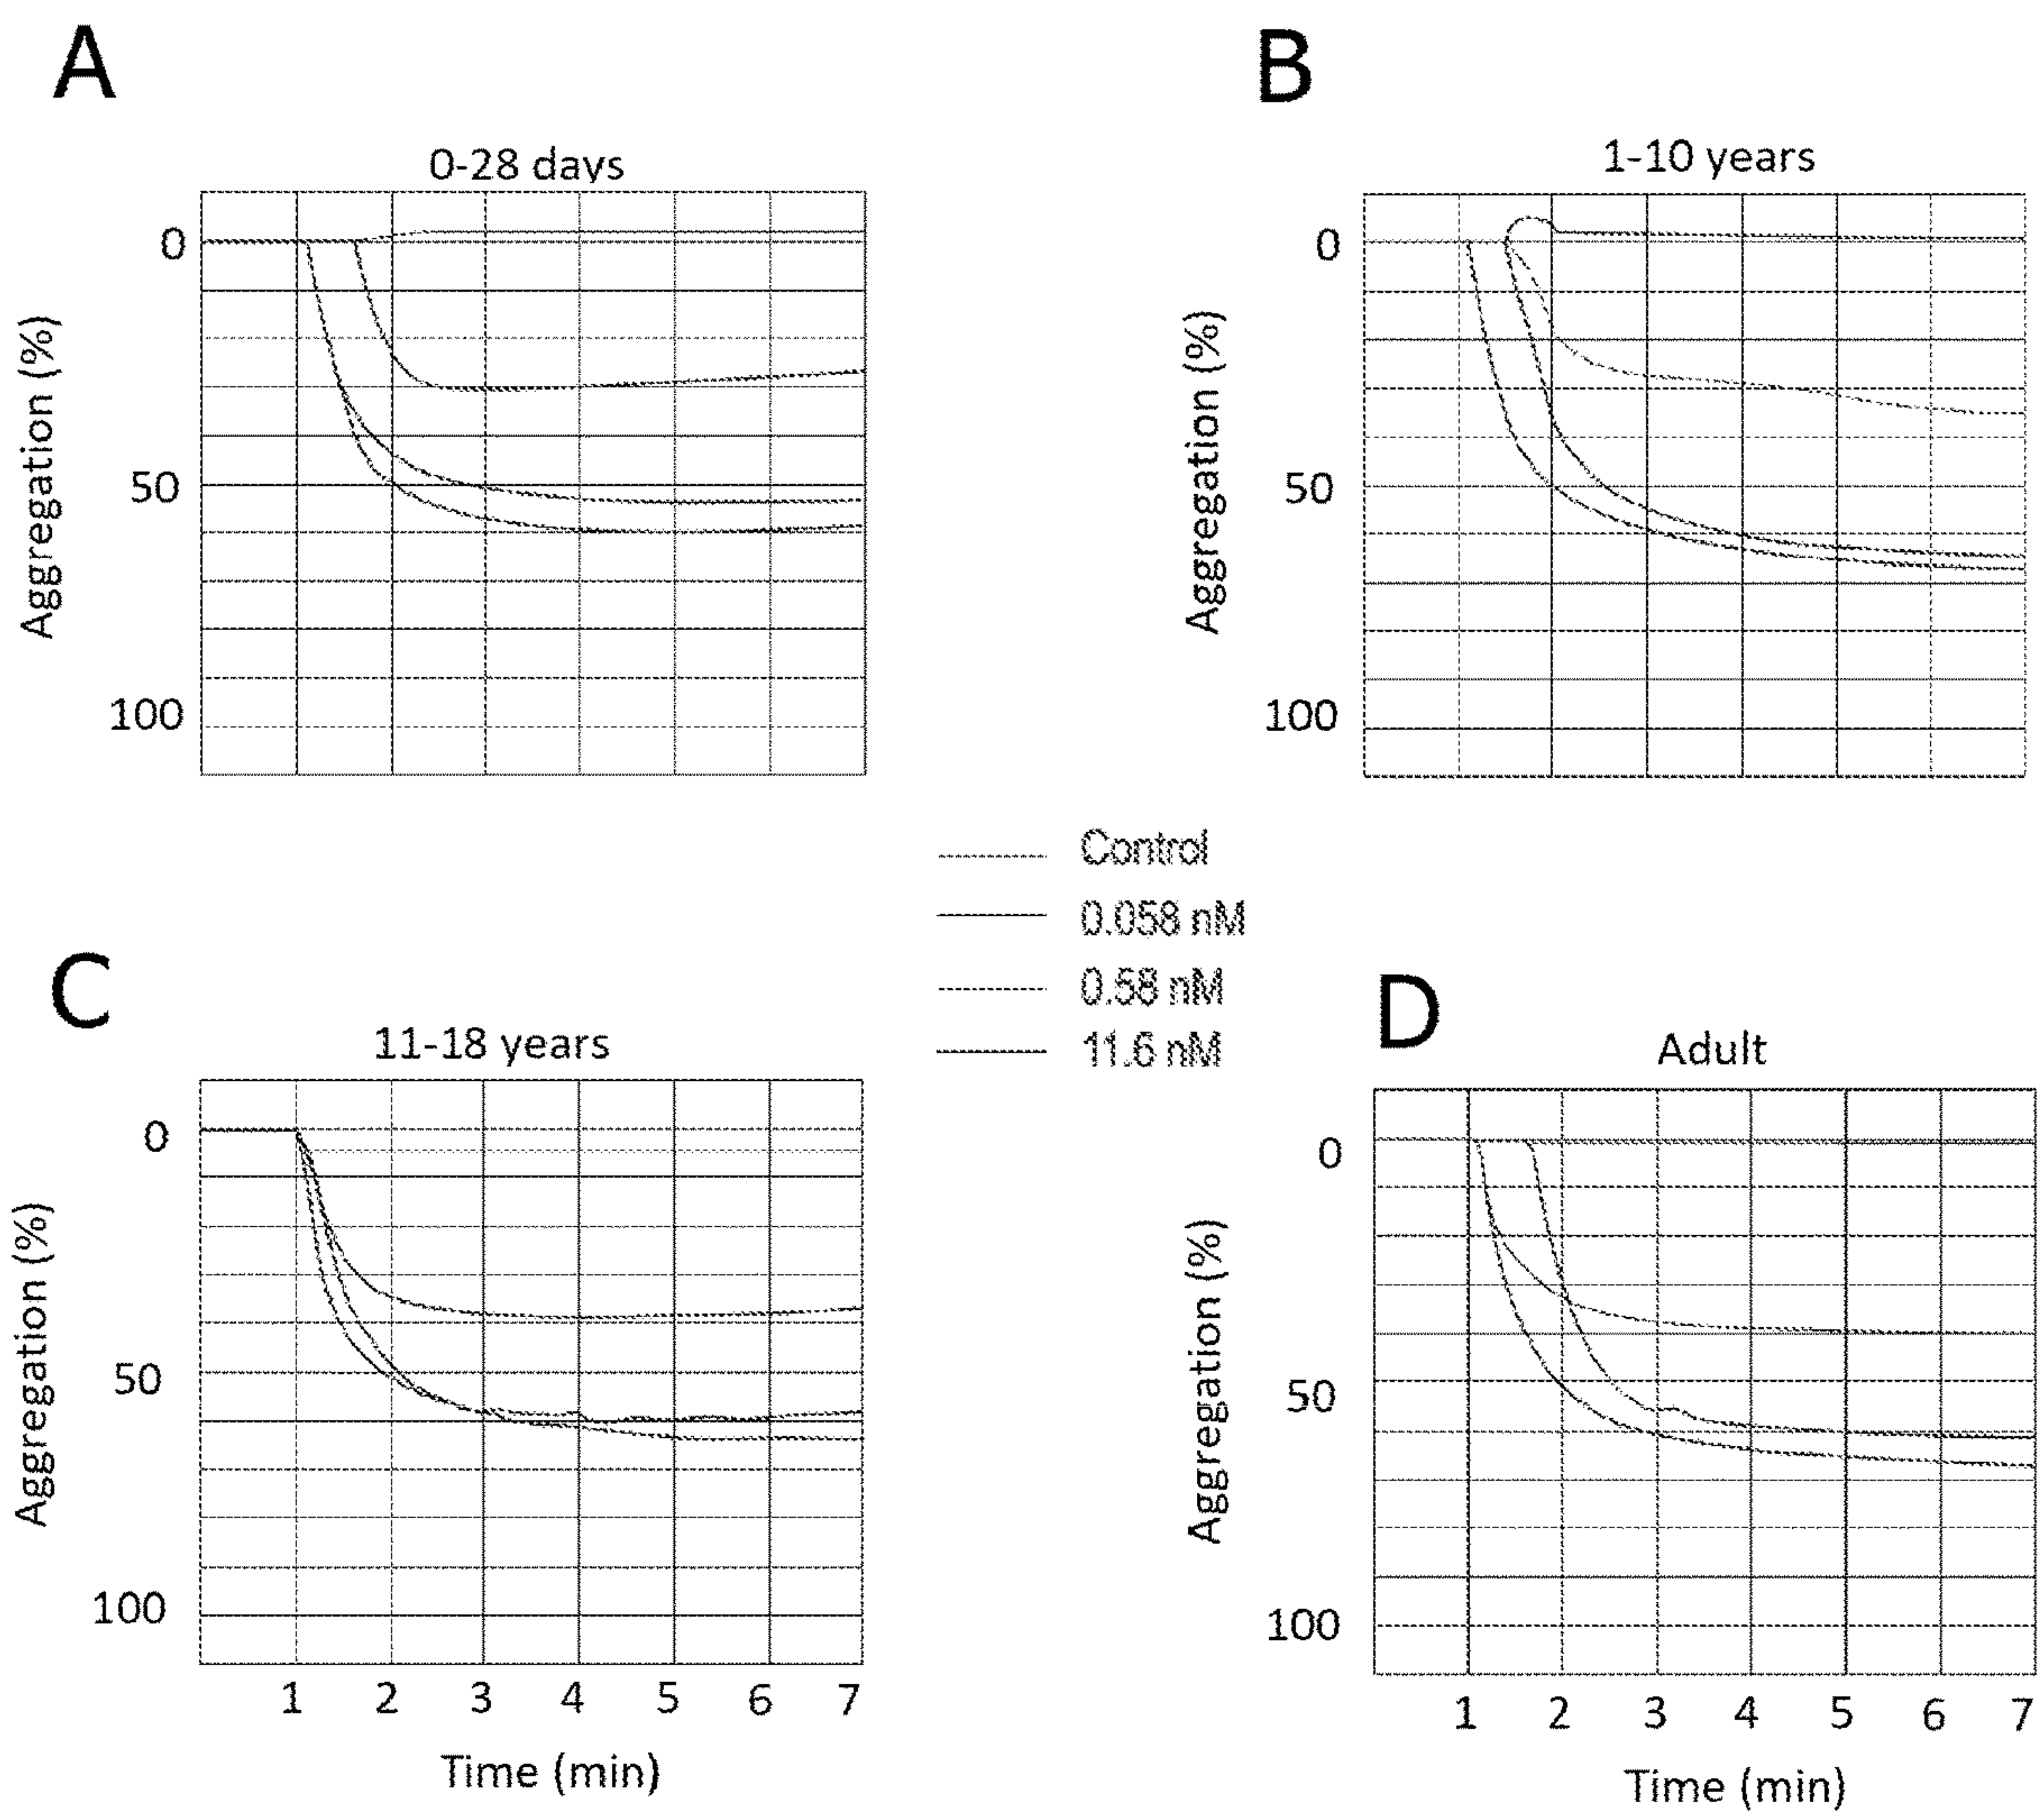 A
0-28 days
0
50
100
Aggregation (%)
B
1-10 years
0
50
100
Aggregation (%)
Control
0.058 nM
0.58 nM
11.6 nM
C
11-18 years
0
50
100
Aggregation (%)
1 2 3 4 5 6 7
Time (min)
D
Adult
0
50
100
Aggregation (%)
1 2 3 4 5 6 7
Time (min)